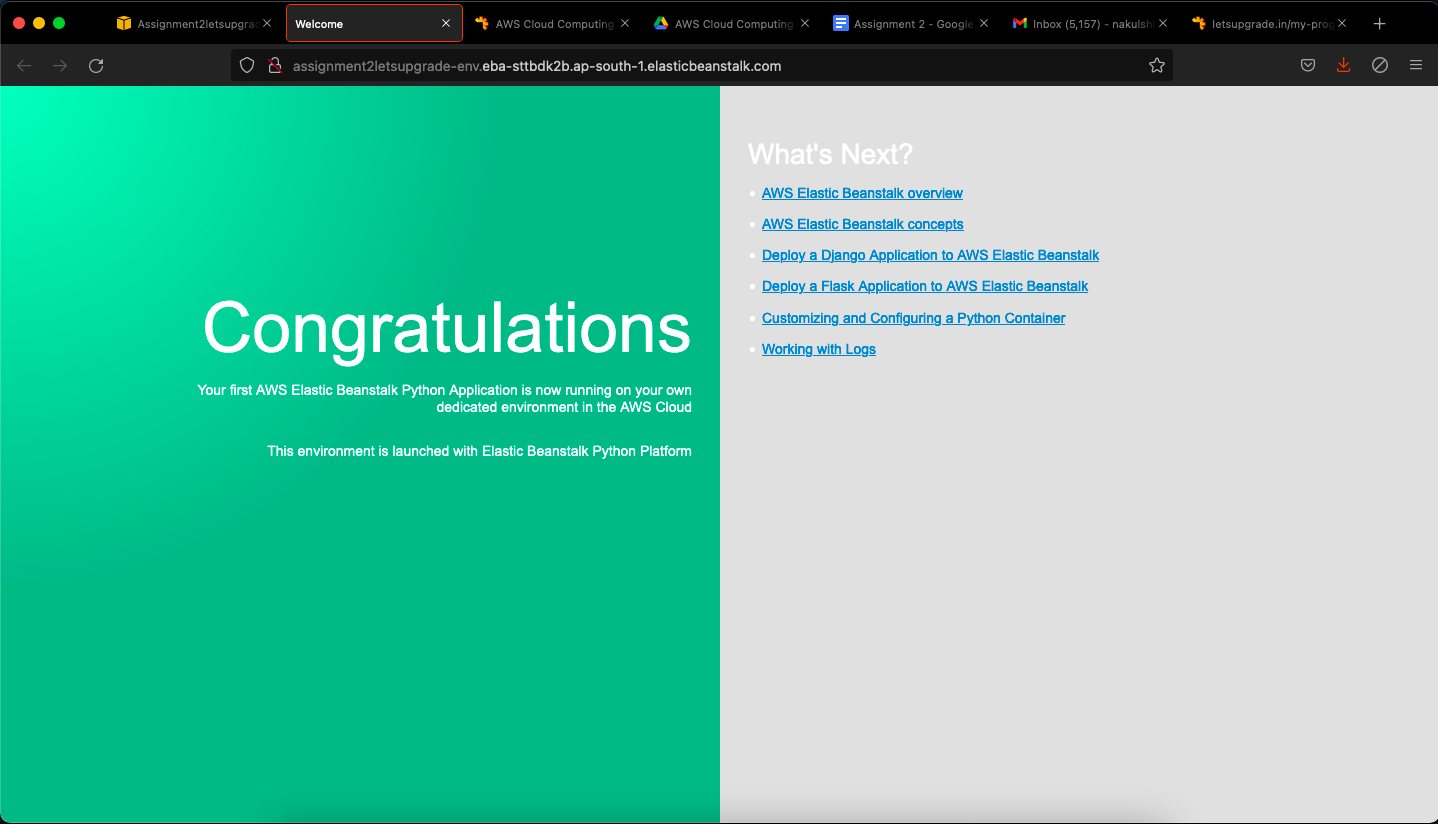 Assignment2letsupgrad
Welcome
AWS Cloud Computing
AWS Cloud Computing
Assignment 2 - Google
Inbox (5,157) - nakulsh
letsupgrade.in/my-prog
assignment2letsupgrade-env.eba-sttbdk2b.ap-south-1.elasticbeanstalk.com
Congratulations
Your first AWS Elastic Beanstalk Python Application is now running on your own
dedicated environment in the AWS Cloud
This environment is launched with Elastic Beanstalk Python Platform
What's Next?
AWS Elastic Beanstalk overview
AWS Elastic Beanstalk concepts
Deploy a Django Application to AWS Elastic Beanstalk
Deploy a Flask Application to AWS Elastic Beanstalk
Customizing and Configuring a Python Container
Working with Logs